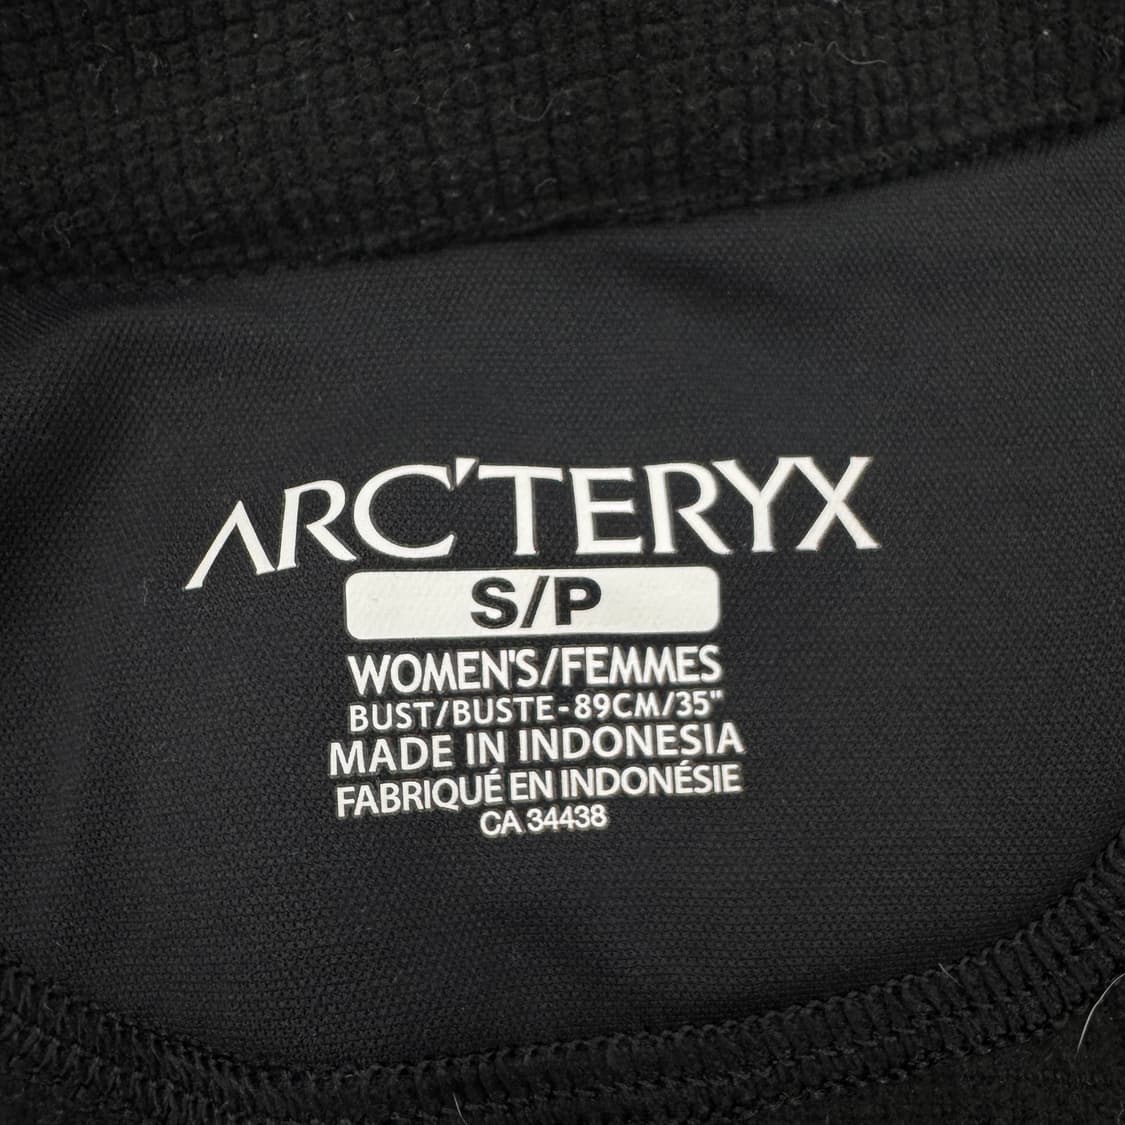 ARC'TERYX
S/P
WOMEN'S/FEMMES
BUST/BUSTE-89CM/35"
MADE IN INDONESIA
FABRIQUÉ EN INDONÉSIE
CA 34438